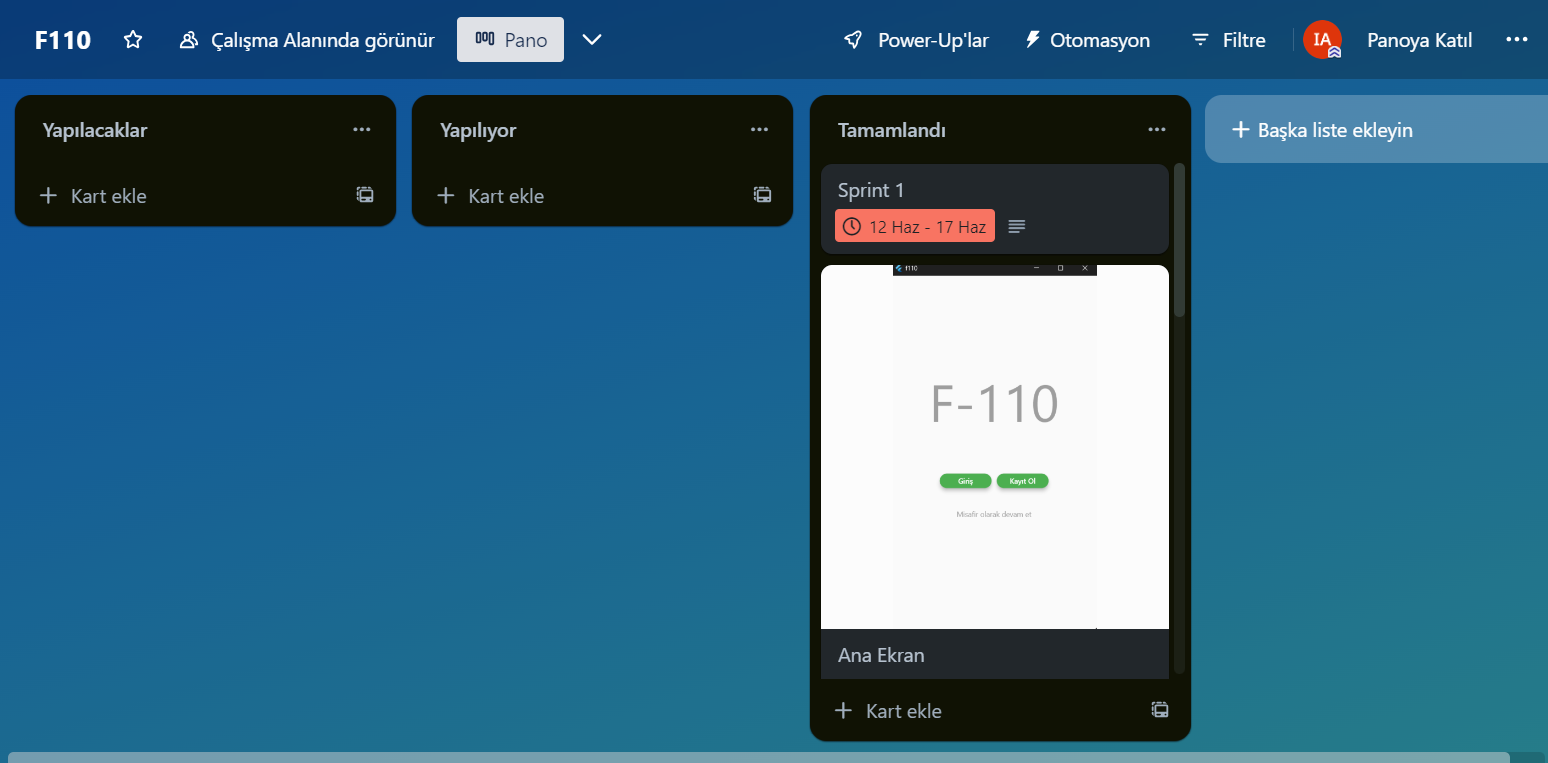 F110
Çalışma Alanında görünür
Pano
Power-Up'lar
Otomasyon
Filtre
IA
Panoya Katıl
Yapılacaklar
Kart ekle
Yapılıyor
Kart ekle
Tamamlandı
Sprint 1
12 Haz - 17 Haz
f110
F-110
Giriş
Kayıt Ol
Misafir olarak devam et
Ana Ekran
Kart ekle
Başka liste ekleyin